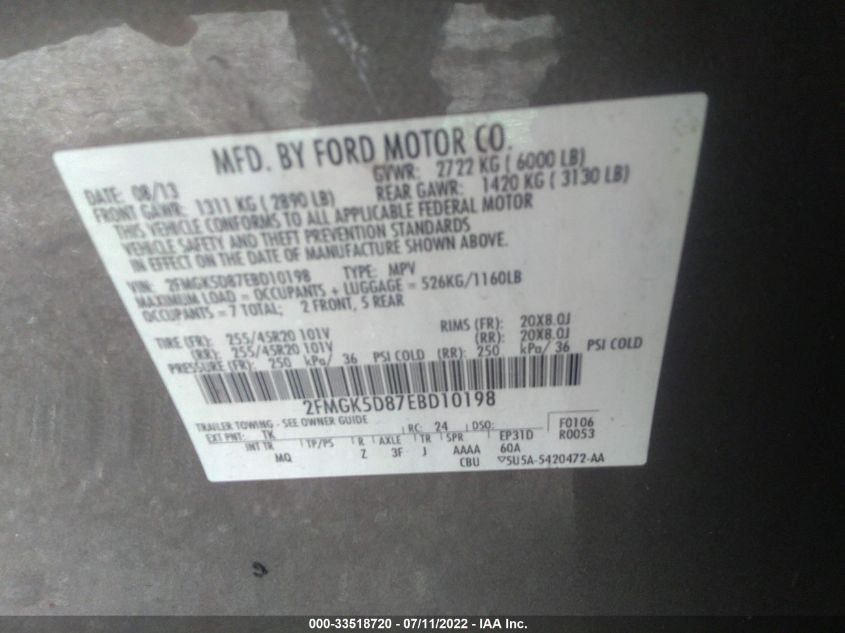 MFD. BY FORD MOTOR CO.
DATE: 08/13 GVWR: 2722 KG ( 6000 LB)
FRONT GAWR: 1311 KG ( 2890 LB) REAR GAWR: 1420 KG ( 3130 LB)
THIS VEHICLE CONFORMS TO ALL APPLICABLE FEDERAL MOTOR
VEHICLE SAFETY AND THEFT PREVENTION STANDARDS
IN EFFECT ON THE DATE OF MANUFACTURE SHOWN ABOVE.
VIN: 2FMGK5D87EBD10198 TYPE: MPV
MAXIMUM LOAD = OCCUPANTS + LUGGAGE = 526KG/1160LB
OCCUPANTS = 7 TOTAL; 2 FRONT, 5 REAR
TIRE (FR): 255/45R20 101V RIMS (FR): 20X8.0J
(RR): 255/45R20 101V (RR): 20X8.0J
PRESSURE (FR): 250 kPa/ 36 PSI COLD (RR): 250 kPa/ 36 PSI COLD
2FMGK5D87EBD10198
TRAILER TOWING - SEE OWNER GUIDE
EXT PNT: TK RC: 24 DSO: F0106
INT TR TP/PS R AXLE TR SPR EP31D R0053
MQ Z 3F J AAAA 60A
CBU ▽5U5A-5420472-AA
000-33518720 - 07/11/2022 - IAA Inc.